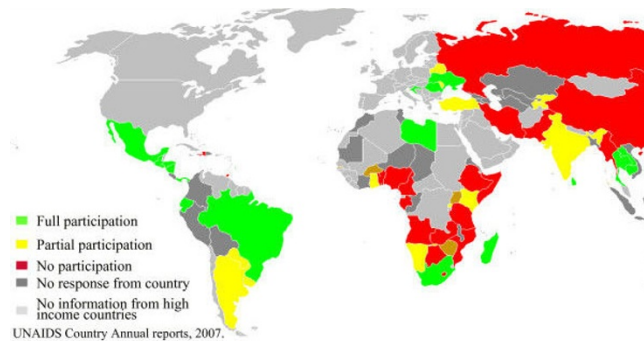 Full participation
Partial participation
No participation
No response from country
No information from high
income countries
UNAIDS Country Annual reports, 2007.